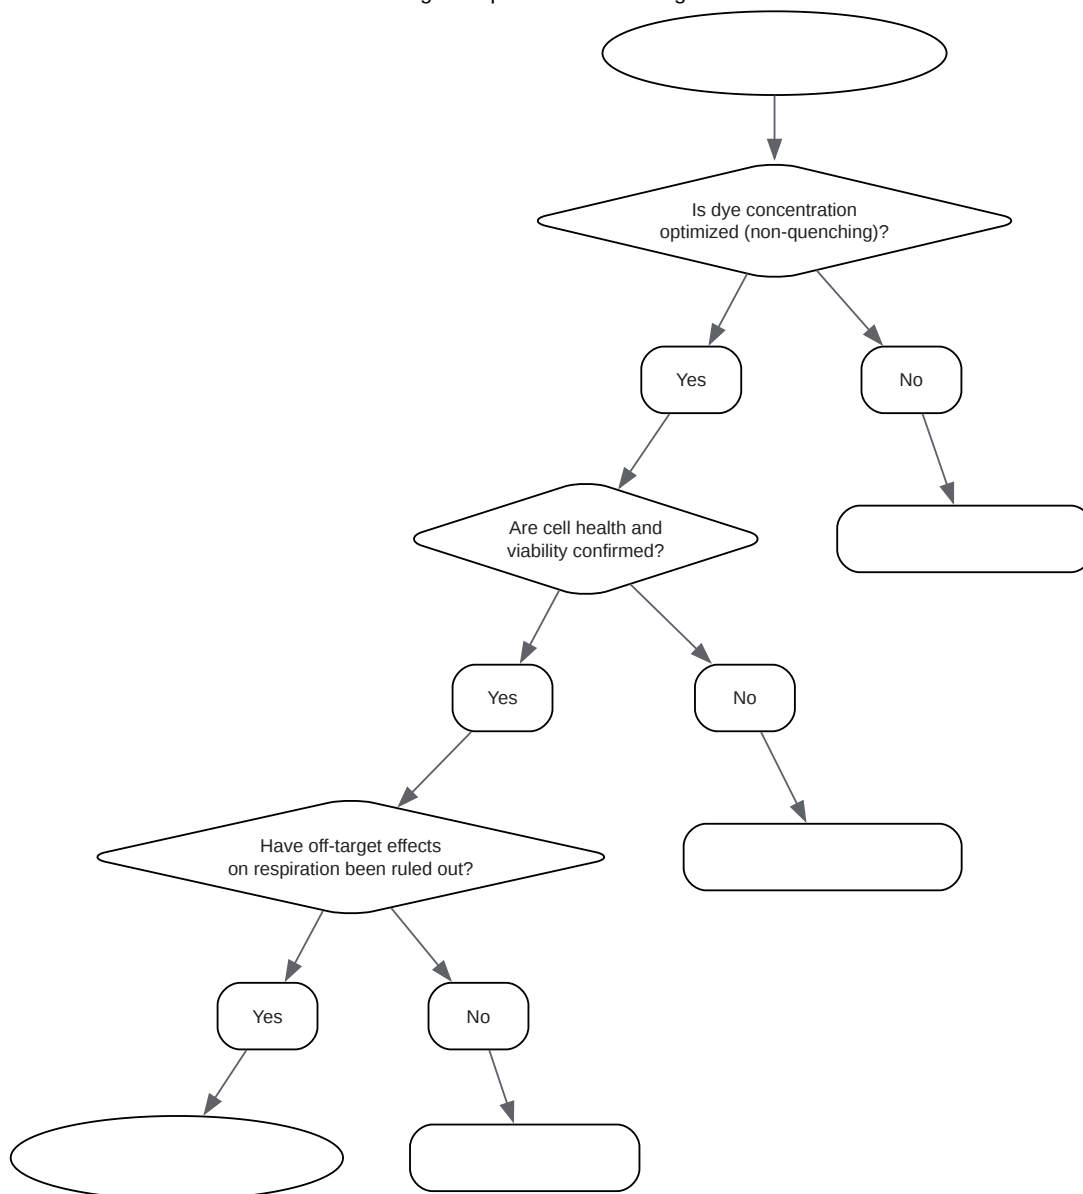 Is dye concentration
optimized (non-quenching)?
Yes
No
Are cell health and
viability confirmed?
Yes
No
Have off-target effects
on respiration been ruled out?
Yes
No